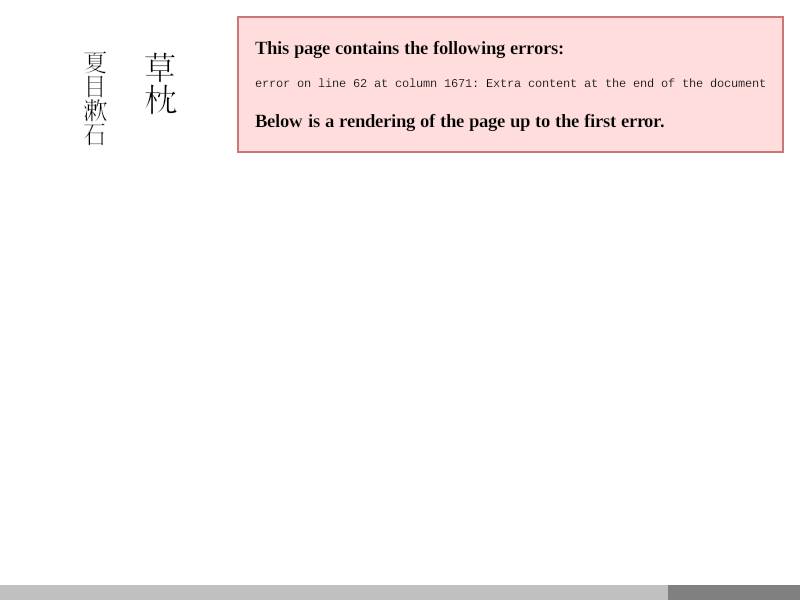 This page contains the following errors:
error on line 62 at column 1671: Extra content at the end of the document
Below is a rendering of the page up to the first error.
草枕
夏目漱石